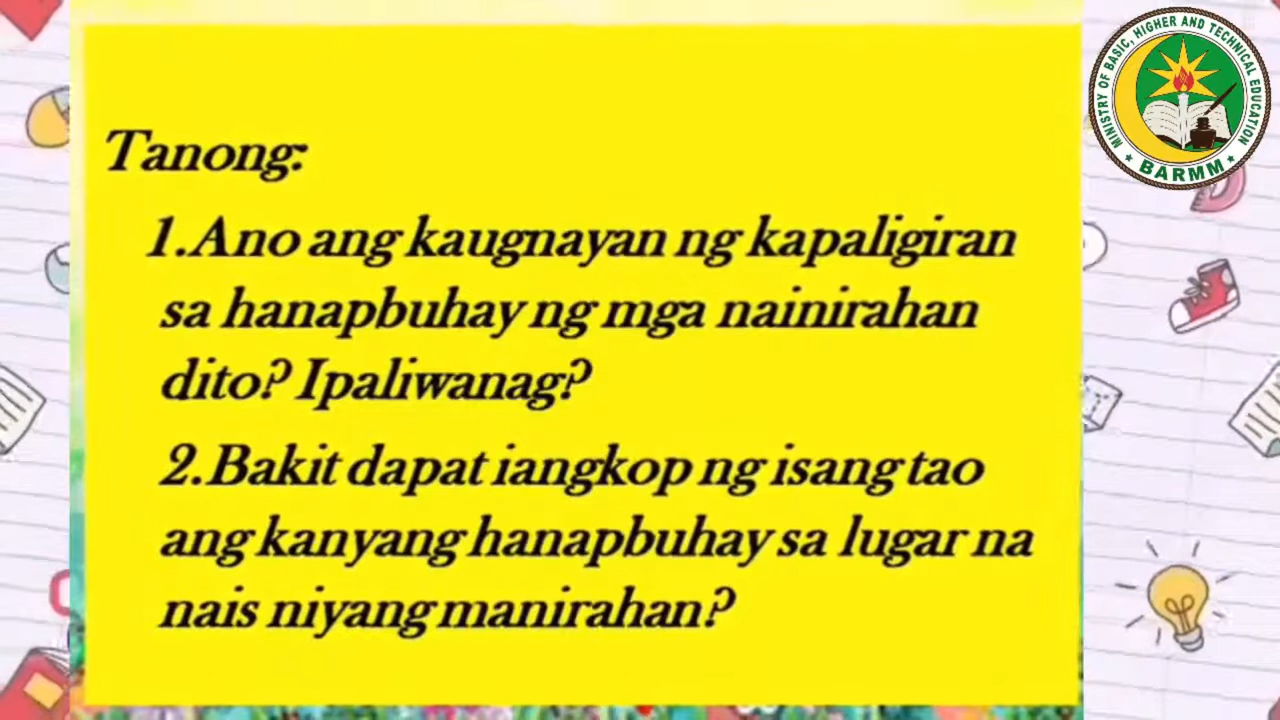 Tanong:
1.Ano ang kaugnayan ng kapaligiran
sa hanapbuhay ng mga nainirahan
dito? Ipaliwanag?
2.Bakit dapat iangkop ng isang tao
ang kanyang hanapbuhay sa lugar na
nais niyang manirahan?
MINISTRY OF BASIC, HIGHER AND TECHNICAL EDUCATION
BARMM